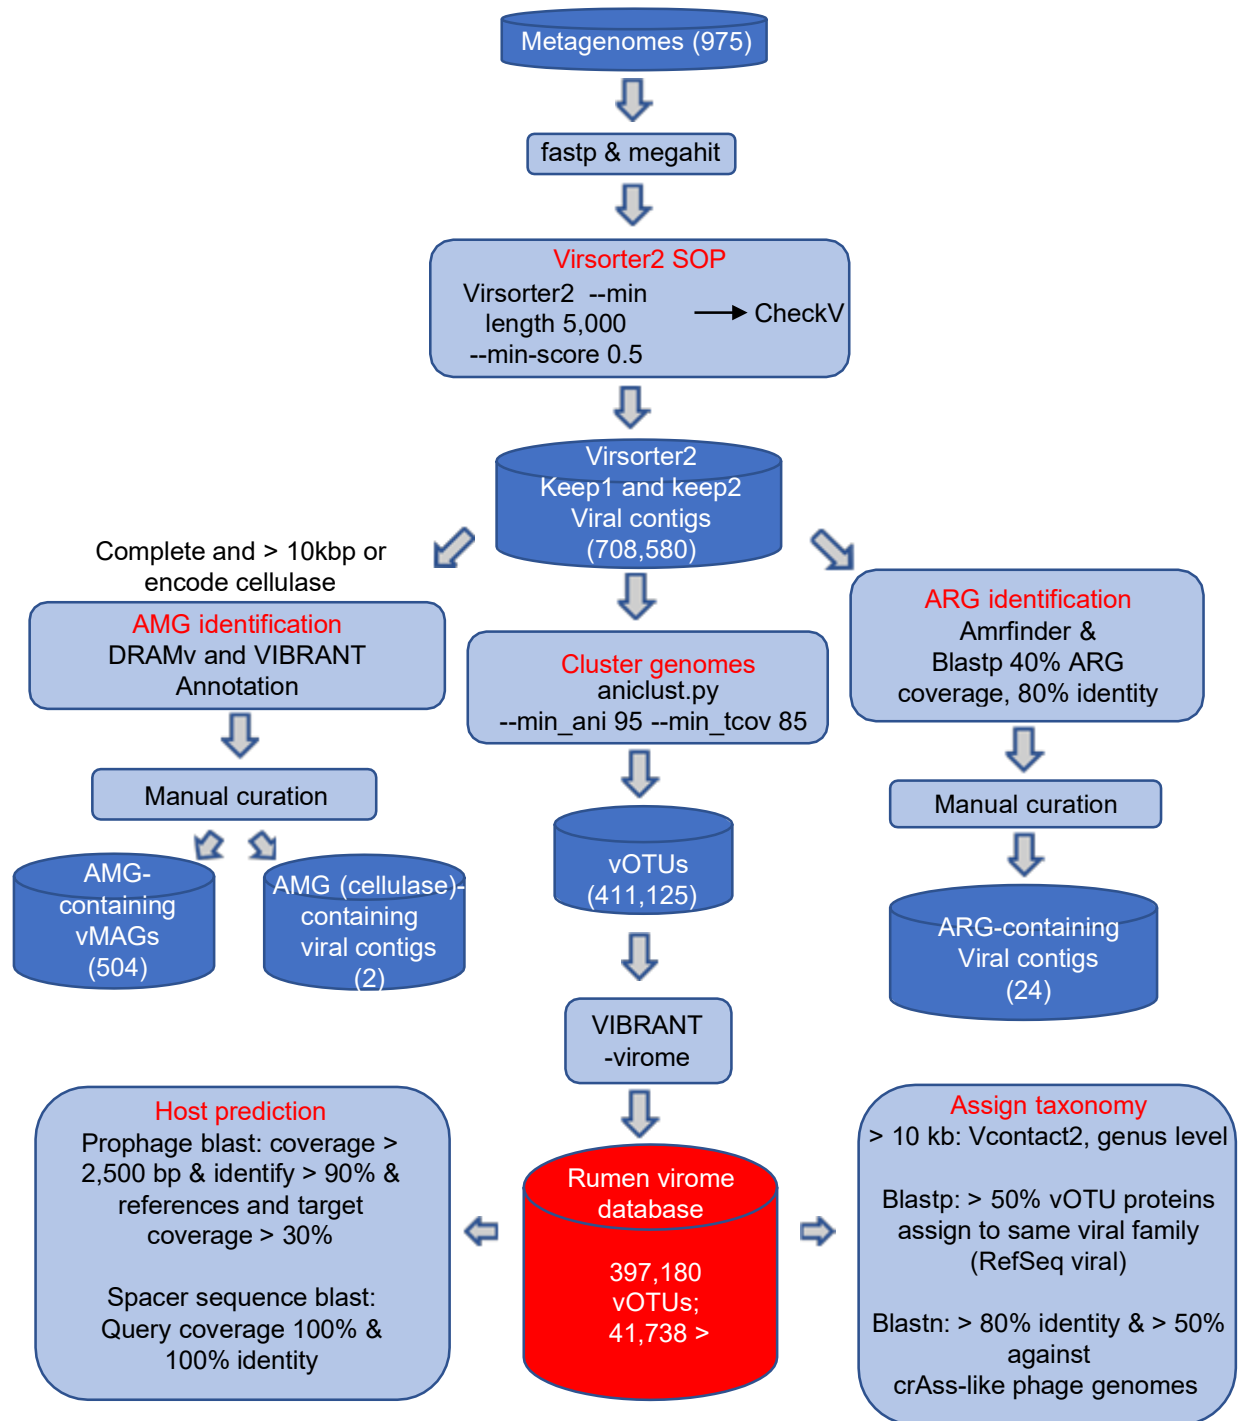 Metagenomes (975)
fastp & megahit
Virsorter2 SOP
Virsorter2 --min
length 5,000
--min-score 0.5
CheckV
Virsorter2
Keep1 and keep2
Viral contigs
(708,580)
Complete and > 10kbp or
encode cellulase
AMG identification
DRAMv and VIBRANT
Annotation
Manual curation
AMG-
containing
vMAGs
(504)
AMG (cellulase)-
containing
viral contigs
(2)
Cluster genomes
aniclust.py
--min_ani 95 --min_tcov 85
vOTUs
(411,125)
VIBRANT
-virome
ARG identification
Amrfinder &
Blastp 40% ARG
coverage, 80% identity
Manual curation
ARG-containing
Viral contigs
(24)
Host prediction
Prophage blast: coverage >
2,500 bp & identify > 90% &
references and target
coverage > 30%
Spacer sequence blast:
Query coverage 100% &
100% identity
Rumen virome
database
397,180
vOTUs;
41,738 >
Assign taxonomy
> 10 kb: Vcontact2, genus level
Blastp: > 50% vOTU proteins
assign to same viral family
(RefSeq viral)
Blastn: > 80% identity & > 50%
against
crAss-like phage genomes